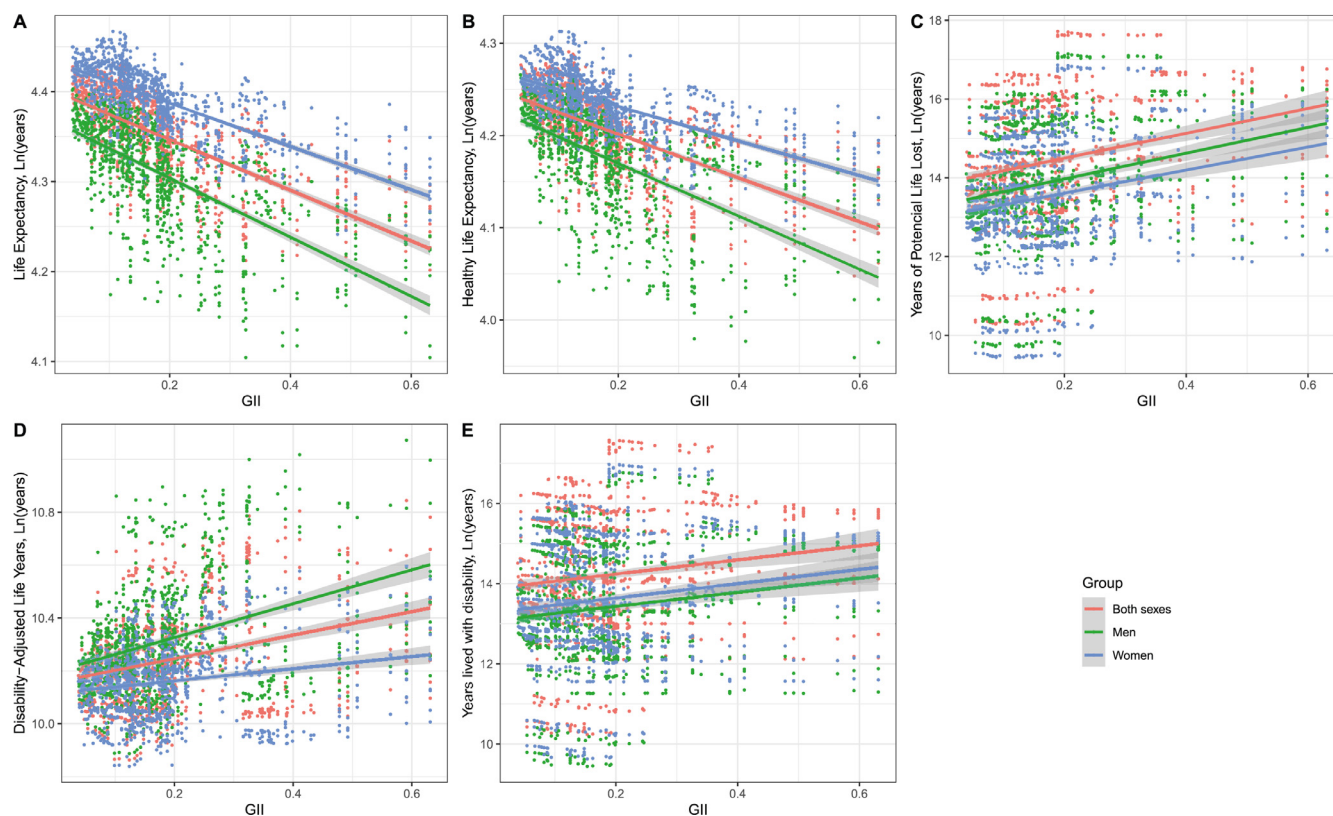 A
Life Expectancy, Ln(years)
4.4
4.3
4.2
4.1
0.2
0.4
0.6
GII
B
Healthy Life Expectancy, Ln(years)
4.3
4.2
4.1
4.0
0.2
0.4
0.6
GII
C
Years of Potencial Life Lost, Ln(years)
18
16
14
12
10
0.2
0.4
0.6
GII
D
Disability−Adjusted Life Years, Ln(years)
10.8
10.4
10.0
0.2
0.4
0.6
GII
E
Years lived with disability, Ln(years)
16
14
12
10
0.2
0.4
0.6
GII
Group
Both sexes
Men
Women